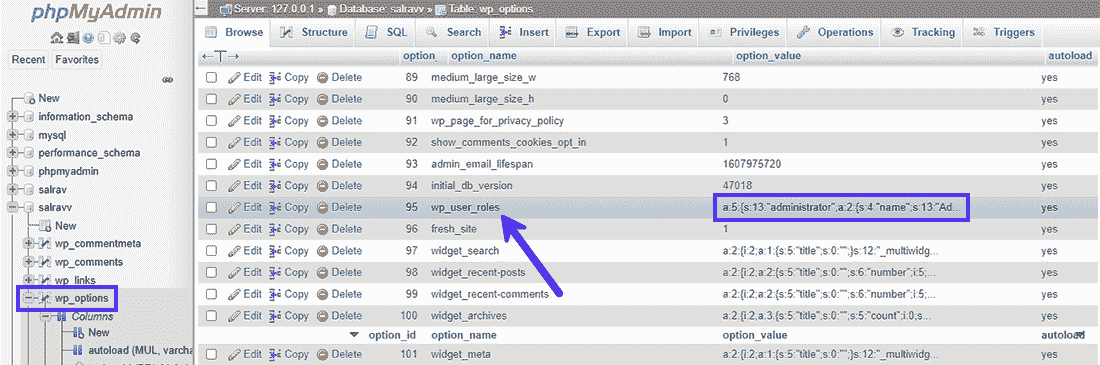 phpMyAdmin
Recent Favorites
New
information_schema
mysql
performance_schema
phpmyadmin
salrav
salravv
New
wp_commentmeta
wp_comments
wp_links
wp_options
Columns
New
autoload (MUL, varcha
Server: 127.0.0.1 » Database: salravv » Table: wp_options
Browse Structure SQL Search Insert Export Import Privileges Operations Tracking Triggers
option_ option_name option_value autoload
Edit Copy Delete 89 medium_large_size_w 768 yes
Edit Copy Delete 90 medium_large_size_h 0 yes
Edit Copy Delete 91 wp_page_for_privacy_policy 3 yes
Edit Copy Delete 92 show_comments_cookies_opt_in 1 yes
Edit Copy Delete 93 admin_email_lifespan 1607975720 yes
Edit Copy Delete 94 initial_db_version 47018 yes
Edit Copy Delete 95 wp_user_roles a:5:{s:13:"administrator";a:2:{s:4:"name";s:13:"Ad... yes
Edit Copy Delete 96 fresh_site 1 yes
Edit Copy Delete 97 widget_search a:2:{i:2;a:1:{s:5:"title";s:0:"";}s:12:"_multiwidg... yes
Edit Copy Delete 98 widget_recent-posts a:2:{i:2;a:2:{s:5:"title";s:0:"";s:6:"number";i:5;... yes
Edit Copy Delete 99 widget_recent-comments a:2:{i:2;a:2:{s:5:"title";s:0:"";s:6:"number";i:5;... yes
Edit Copy Delete 100 widget_archives a:2:{i:2;a:3:{s:5:"title";s:0:"";s:5:"count";i:0;s... yes
option_id option_name option_value autoload
Edit Copy Delete 101 widget_meta a:2:{i:2;a:1:{s:5:"title";s:0:"";}s:12:"_multiwidg... yes